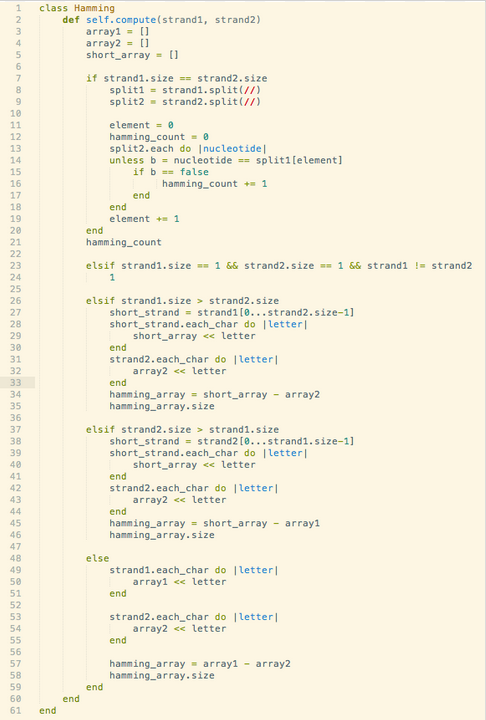 1 class Hamming
2 def self.compute(strand1, strand2)
3 array1 = []
4 array2 = []
5 short_array = []
6
7 if strand1.size == strand2.size
8 split1 = strand1.split(//)
9 split2 = strand2.split(//)
10
11 element = 0
12 hamming_count = 0
13 split2.each do |nucleotide|
14 unless b = nucleotide == split1[element]
15 if b == false
16 hamming_count += 1
17 end
18 end
19 element += 1
20 end
21 hamming_count
22
23 elsif strand1.size == 1 && strand2.size == 1 && strand1 != strand2
24 1
25
26 elsif strand1.size > strand2.size
27 short_strand = strand1[0...strand2.size-1]
28 short_strand.each_char do |letter|
29 short_array << letter
30 end
31 strand2.each_char do |letter|
32 array2 << letter
33 end
34 hamming_array = short_array - array2
35 hamming_array.size
36
37 elsif strand2.size > strand1.size
38 short_strand = strand2[0...strand1.size-1]
39 short_strand.each_char do |letter|
40 short_array << letter
41 end
42 strand2.each_char do |letter|
43 array2 << letter
44 end
45 hamming_array = short_array - array1
46 hamming_array.size
47
48 else
49 strand1.each_char do |letter|
50 array1 << letter
51 end
52
53 strand2.each_char do |letter|
54 array2 << letter
55 end
56
57 hamming_array = array1 - array2
58 hamming_array.size
59 end
60 end
61 end